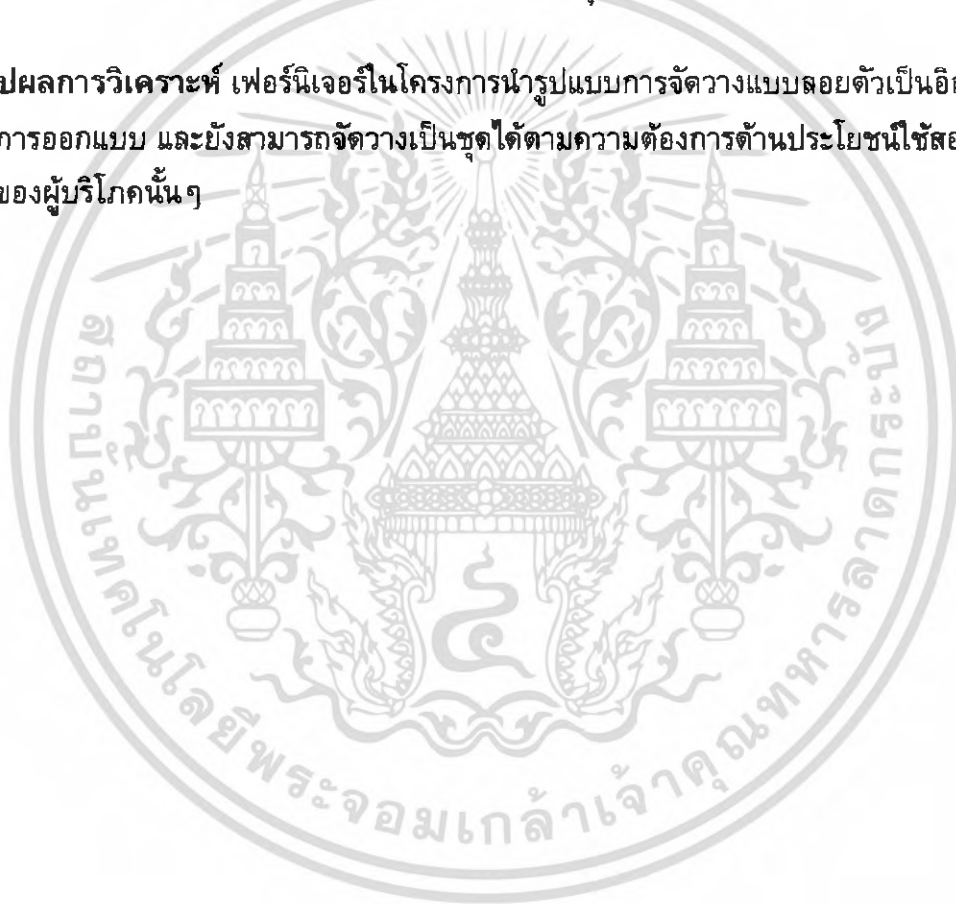 ปผลการวิเคราะห์ เฟอร์นิเจอร์ในโครงการนำรูปแบบการจัดวางแบบลอยตัวเป็นอิ
การออกแบบ และยังสามารถจัดวางเป็นชุดได้ตามความต้องการด้านประโยชน์ใช้สอ
ของผู้บริโภคนั้นๆ
สถาบันเทคโนโลยีพระจอมเกล้าเจ้าคุณทหารลาดกระบัง
๔